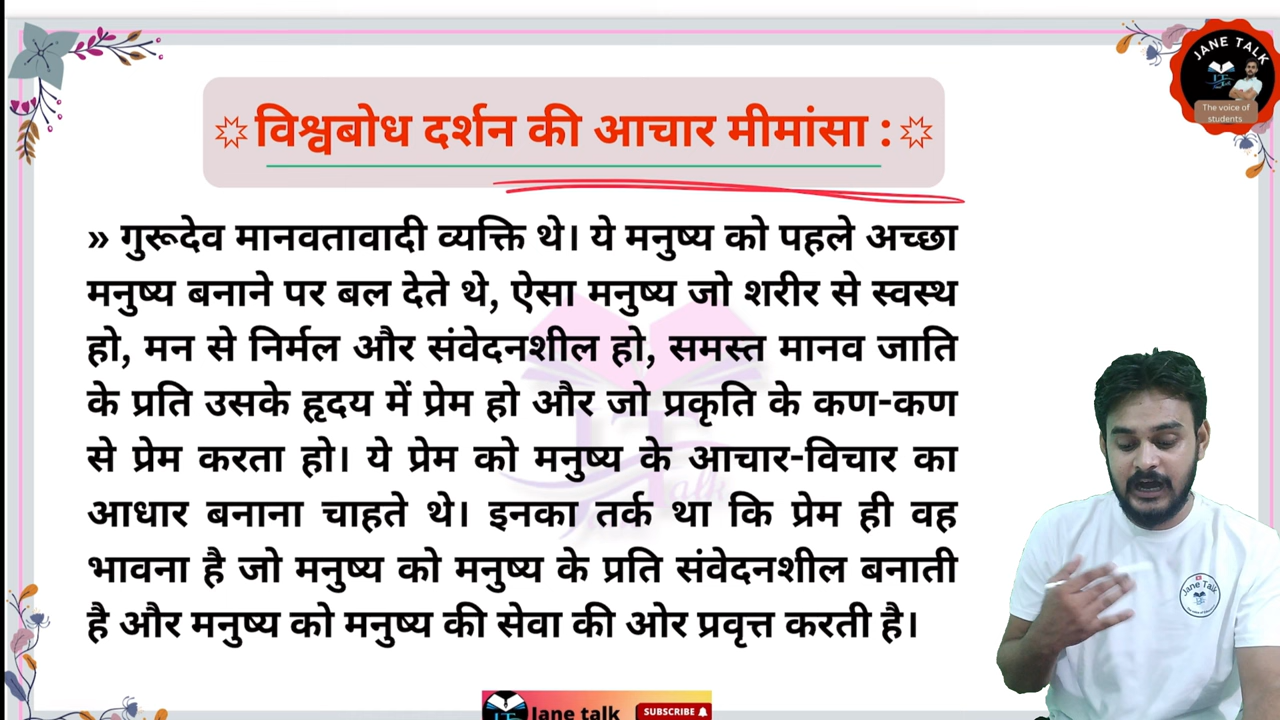 JANE TALK
The voice of
students
विश्वबोध दर्शन की आचार मीमांसा :
» गुरूदेव मानवतावादी व्यक्ति थे। ये मनुष्य को पहले अच्छा
मनुष्य बनाने पर बल देते थे, ऐसा मनुष्य जो शरीर से स्वस्थ
हो, मन से निर्मल और संवेदनशील हो, समस्त मानव जाति
के प्रति उसके हृदय में प्रेम हो और जो प्रकृति के कण-कण
से प्रेम करता हो। ये प्रेम को मनुष्य के आचार-विचार का
आधार बनाना चाहते थे। इनका तर्क था कि प्रेम ही वह
भावना है जो मनुष्य को मनुष्य के प्रति संवेदनशील बनाती
है और मनुष्य को मनुष्य की सेवा की ओर प्रवृत्त करती है।
Jane Talk
Jane talk SUBSCRIBE